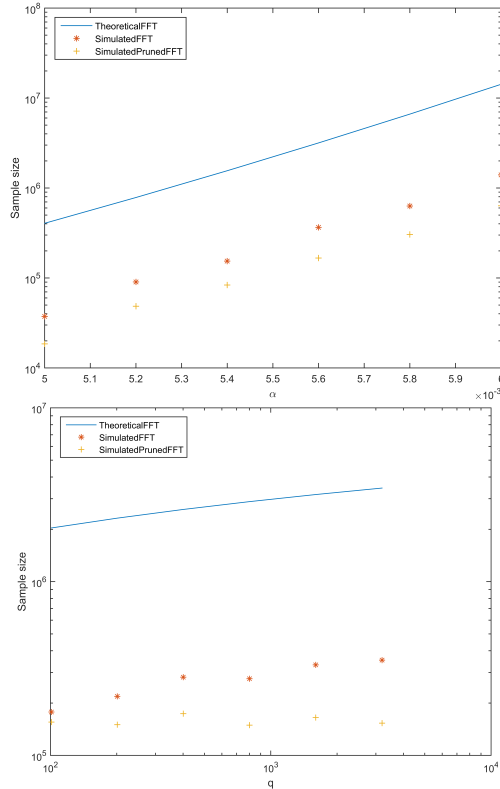 10^8
10^7
10^6
10^5
10^4
Sample size
TheoreticalFFT
SimulatedFFT
SimulatedPrunedFFT
5 5.1 5.2 5.3 5.4 5.5 5.6 5.7 5.8 5.9
α
×10^-3
10^7
10^6
10^5
Sample size
TheoreticalFFT
SimulatedFFT
SimulatedPrunedFFT
10^2 10^3 10^4
q